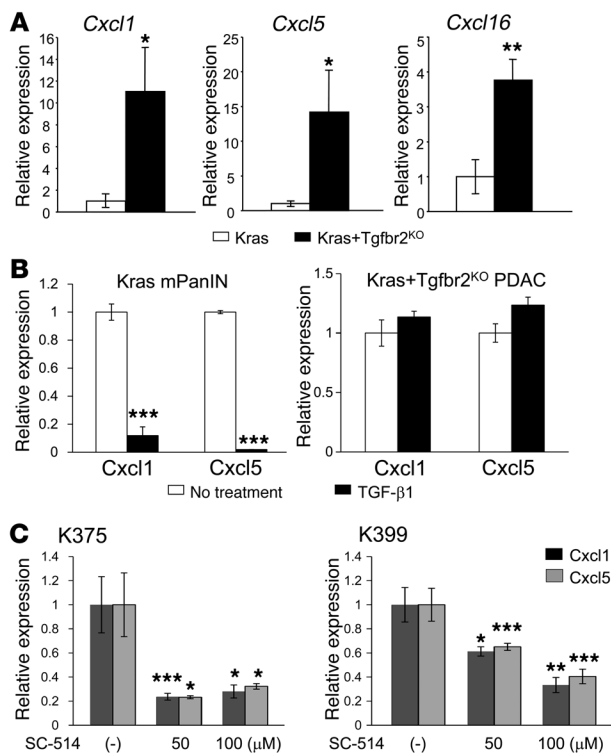 A
Cxcl1
Cxcl5
Cxcl16
Relative expression
16
14
12
10
8
6
4
2
0
*
Relative expression
25
20
15
10
5
0
*
Relative expression
5
4
3
2
1
0
**
Kras
Kras+Tgfbr2KO
B
Kras mPanIN
Relative expression
1.2
1
0.8
0.6
0.4
0.2
0
***
***
Cxcl1
Cxcl5
Kras+Tgfbr2KO PDAC
Relative expression
1.5
1
0.5
0
Cxcl1
Cxcl5
No treatment
TGF-β1
C
K375
Relative expression
1.4
1.2
1
0.8
0.6
0.4
0.2
0
***
*
*
*
SC-514 (-) 50 100 (μM)
K399
Relative expression
1.4
1.2
1
0.8
0.6
0.4
0.2
0
*
***
**
***
SC-514 (-) 50 100 (μM)
Cxcl1
Cxcl5